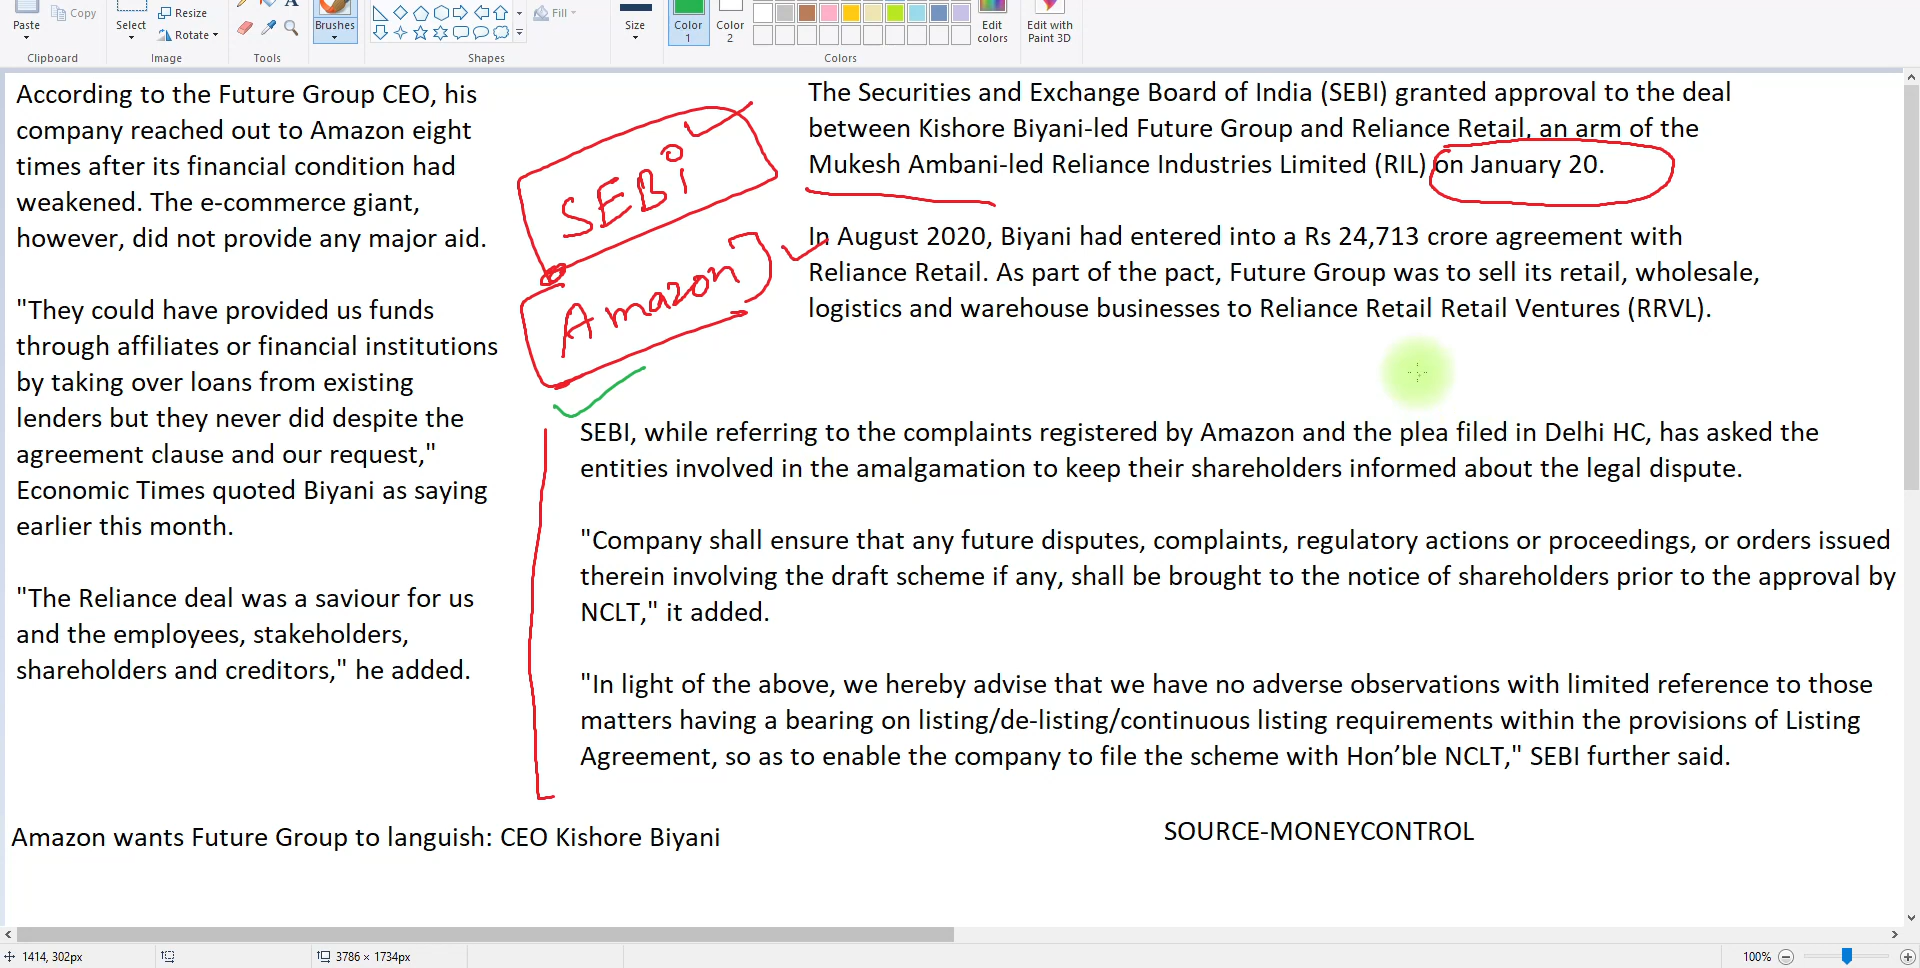 Paste
Copy
Clipboard
Select
Resize
Rotate
Image
A
Tools
Brushes
Shapes
Fill
Size
Color
1
Color
2
Colors
Edit
colors
Edit with
Paint 3D
According to the Future Group CEO, his
company reached out to Amazon eight
times after its financial condition had
weakened. The e-commerce giant,
however, did not provide any major aid.
"They could have provided us funds
through affiliates or financial institutions
by taking over loans from existing
lenders but they never did despite the
agreement clause and our request,"
Economic Times quoted Biyani as saying
earlier this month.
"The Reliance deal was a saviour for us
and the employees, stakeholders,
shareholders and creditors," he added.
SEBi
Amazon
The Securities and Exchange Board of India (SEBI) granted approval to the deal
between Kishore Biyani-led Future Group and Reliance Retail, an arm of the
Mukesh Ambani-led Reliance Industries Limited (RIL) on January 20.
In August 2020, Biyani had entered into a Rs 24,713 crore agreement with
Reliance Retail. As part of the pact, Future Group was to sell its retail, wholesale,
logistics and warehouse businesses to Reliance Retail Retail Ventures (RRVL).
SEBI, while referring to the complaints registered by Amazon and the plea filed in Delhi HC, has asked the
entities involved in the amalgamation to keep their shareholders informed about the legal dispute.
"Company shall ensure that any future disputes, complaints, regulatory actions or proceedings, or orders issued
therein involving the draft scheme if any, shall be brought to the notice of shareholders prior to the approval by
NCLT," it added.
"In light of the above, we hereby advise that we have no adverse observations with limited reference to those
matters having a bearing on listing/de-listing/continuous listing requirements within the provisions of Listing
Agreement, so as to enable the company to file the scheme with Hon’ble NCLT," SEBI further said.
Amazon wants Future Group to languish: CEO Kishore Biyani
SOURCE-MONEYCONTROL
1414, 302px
3786 × 1734px
100%